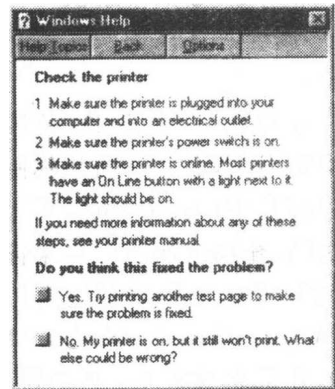 Windows Help
Help Topics Back Options
Check the printer
1 Make sure the printer is plugged into your
computer and into an electrical outlet.
2 Make sure the printer's power switch is on.
3 Make sure the printer is online. Most printers
have an On Line button with a light next to it.
The light should be on.
If you need more information about any of these
steps, see your printer manual.
Do you think this fixed the problem?
Yes. Try printing another test page to make
sure the problem is fixed.
No. My printer is on, but it still won't print. What
else could be wrong?